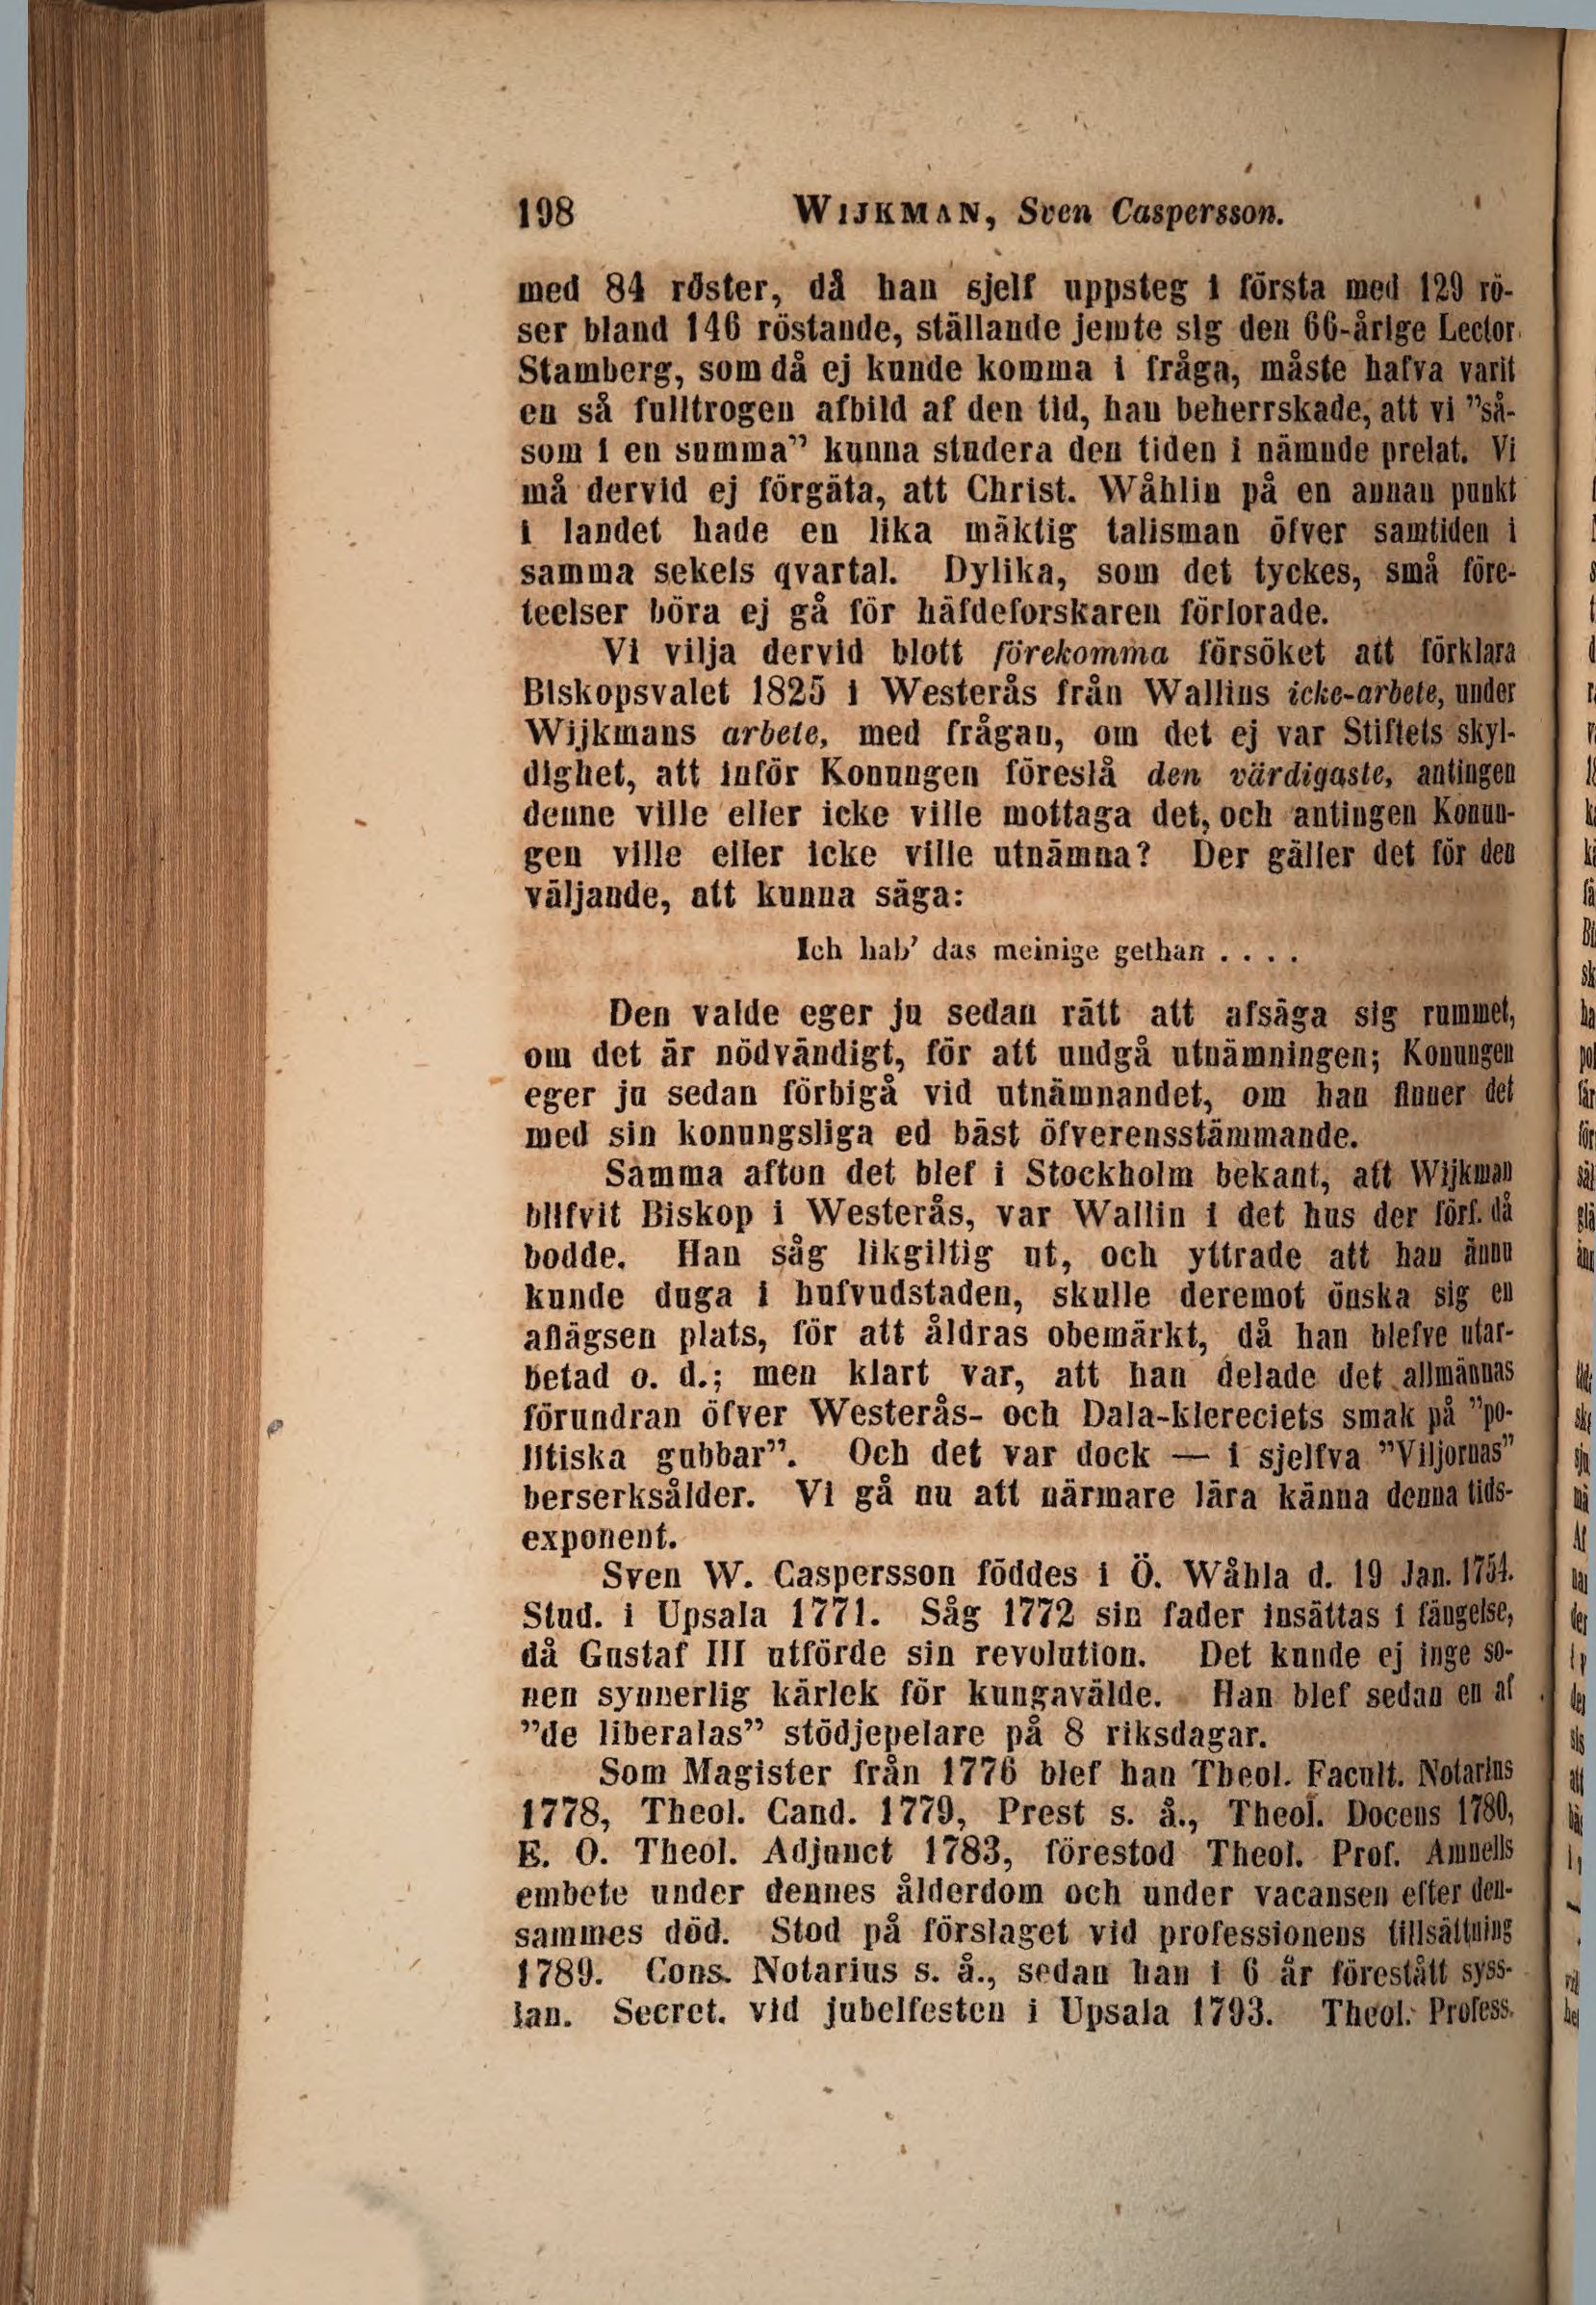 198 WIJKMAN, Sven Caspersson.
med 84 röster, då han sjelf uppsteg i första med 129 rö-
ser bland 146 röstande, ställande jemte sig den 66-årige Lector
Stamberg, som då ej kunde komma i fråga, måste hafva varit
en så fulltrogen afbild af den tid, han beherrskade, att vi ”så-
som i en summa” kunna studera den tiden i nämnde prelat. Vi
må dervid ej förgäta, att Christ. Wåhlin på en annan punkt
i landet hade en lika mäktig talisman öfver samtiden i
samma sekels qvartal. Dylika, som det tyckes, små före-
teelser böra ej gå för häfdeforskaren förlorade.
Vi vilja dervid blott förekomma försöket att förklara
Biskopsvalet 1825 i Westerås från Wallins icke-arbete, under
Wijkmans arbete, med frågan, om det ej var Stiftets skyl-
dighet, att inför Konungen föreslå den värdigaste, antingen
denne ville eller icke ville mottaga det, och antingen Konun-
gen ville eller icke ville utnämna? Der gäller det för den
väljande, att kunna säga:
Ich hab’ das meinige gethan . . . .
Den valde eger ju sedan rätt att afsäga sig rummet,
om det är nödvändigt, för att undgå utnämningen; Konungen
eger ju sedan förbigå vid utnämnandet, om han finner det
med sin konungsliga ed bäst öfverensstämmande.
Samma afton det blef i Stockholm bekant, att Wijkman
blifvit Biskop i Westerås, var Wallin i det hus der förf. då
bodde. Han såg likgiltig ut, och yttrade att han ännu
kunde duga i hufvudstaden, skulle deremot önska sig en
aflägsen plats, för att åldras obemärkt, då han blefve utar-
betad o. d.; men klart var, att han delade det allmännas
förundran öfver Westerås- och Dala-klereciets smak på ”po-
litiska gubbar”. Och det var dock — i sjelfva ”Viljornas”
berserksålder. Vi gå nu att närmare lära känna denna tids-
exponent.
Sven W. Caspersson föddes i Ö. Wåhla d. 19 Jan. 1754.
Stud. i Upsala 1771. Såg 1772 sin fader insättas i fängelse,
då Gustaf III utförde sin revolution. Det kunde ej inge so-
nen synnerlig kärlek för kungavälde. Han blef sedan en af
”de liberalas” stödjepelare på 8 riksdagar.
Som Magister från 1776 blef han Theol. Facult. Notarius
1778, Theol. Cand. 1779, Prest s. å., Theol. Docens 1780,
E. O. Theol. Adjunct 1783, förestod Theol. Prof. Amnells
embete under dennes ålderdom och under vacansen efter den-
sammes död. Stod på förslaget vid professionens tillsättning
1789. Cons. Notarius s. å., sedan han i 6 år förestått syss-
lan. Secret. vid jubelfesten i Upsala 1793. Theol. Profess.